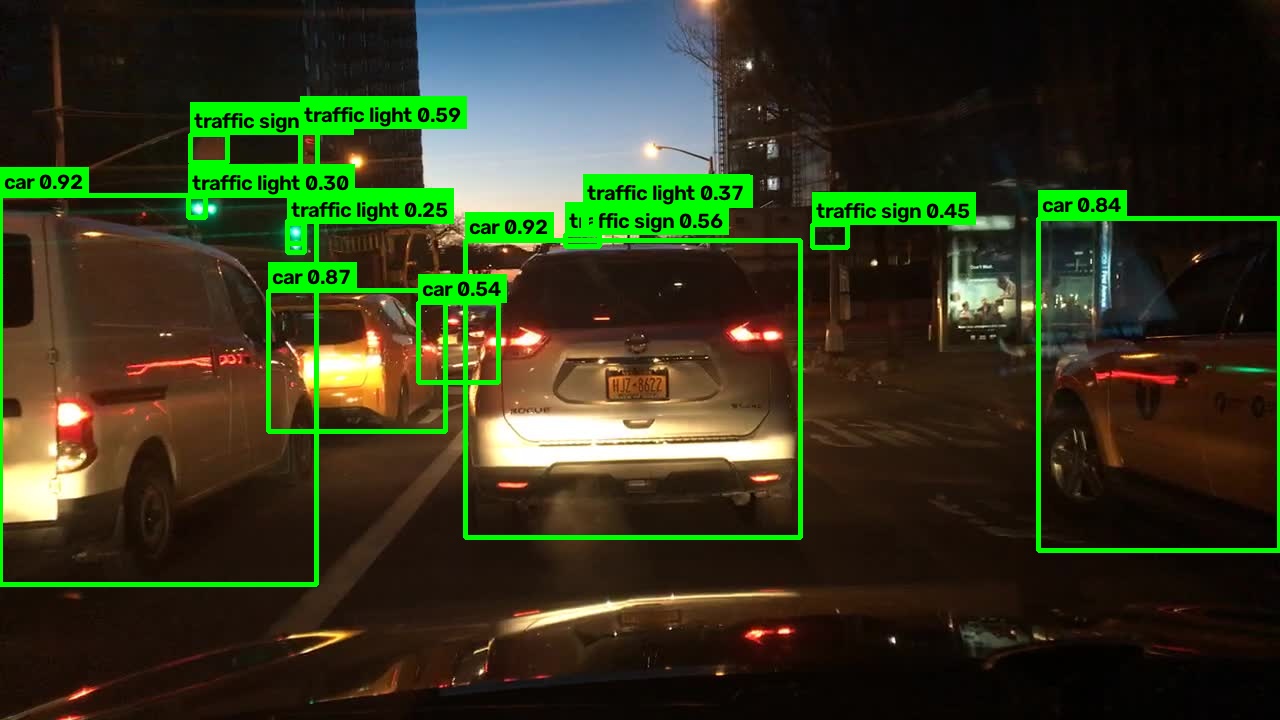 traffic sign
traffic light 0.59
car 0.92
traffic light 0.30
traffic light 0.25
traffic light 0.37
ffic sign 0.56
car 0.92
traffic sign 0.45
car 0.84
car 0.87
car 0.54
Don't Wait.
HJZ 8622
ROGUE